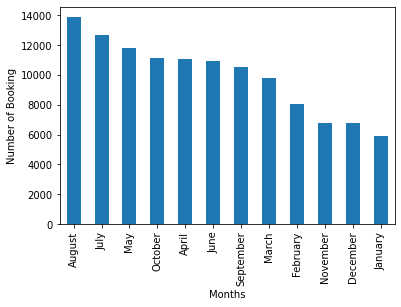 14000
12000
10000
8000
6000
4000
2000
0
Number of Booking
August
July
May
October
April
June
September
March
February
November
December
January
Months